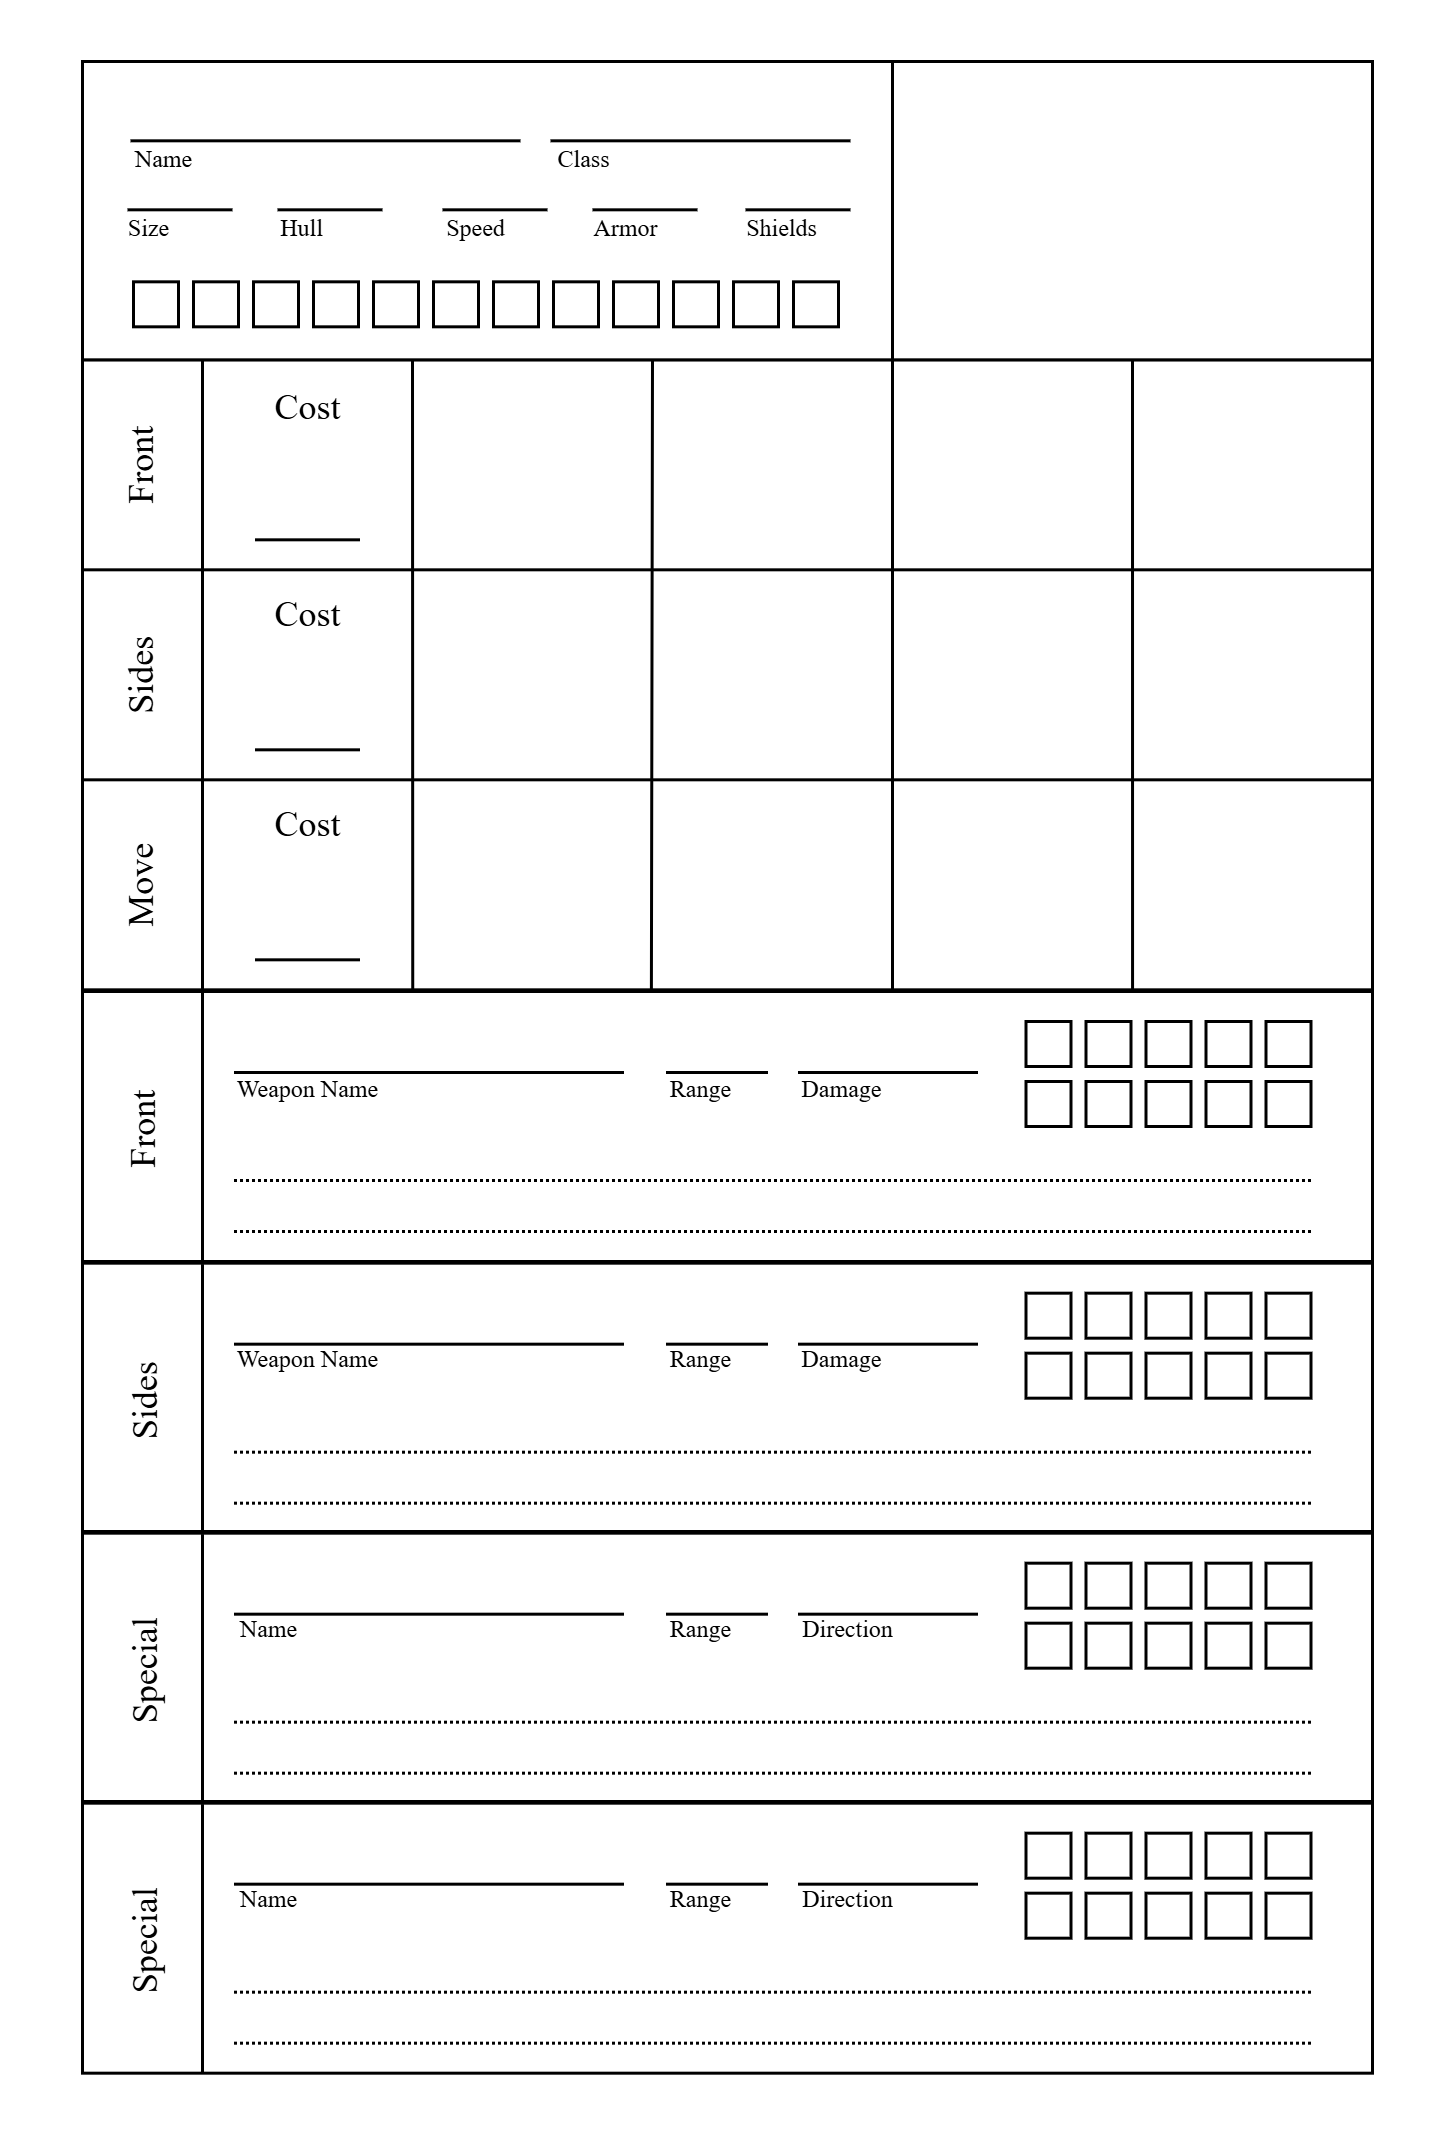 Name Class
Size Hull Speed Armor Shields
Front Cost
Sides Cost
Move Cost
Front
Weapon Name Range Damage
Sides
Weapon Name Range Damage
Special
Name Range Direction
Special
Name Range Direction